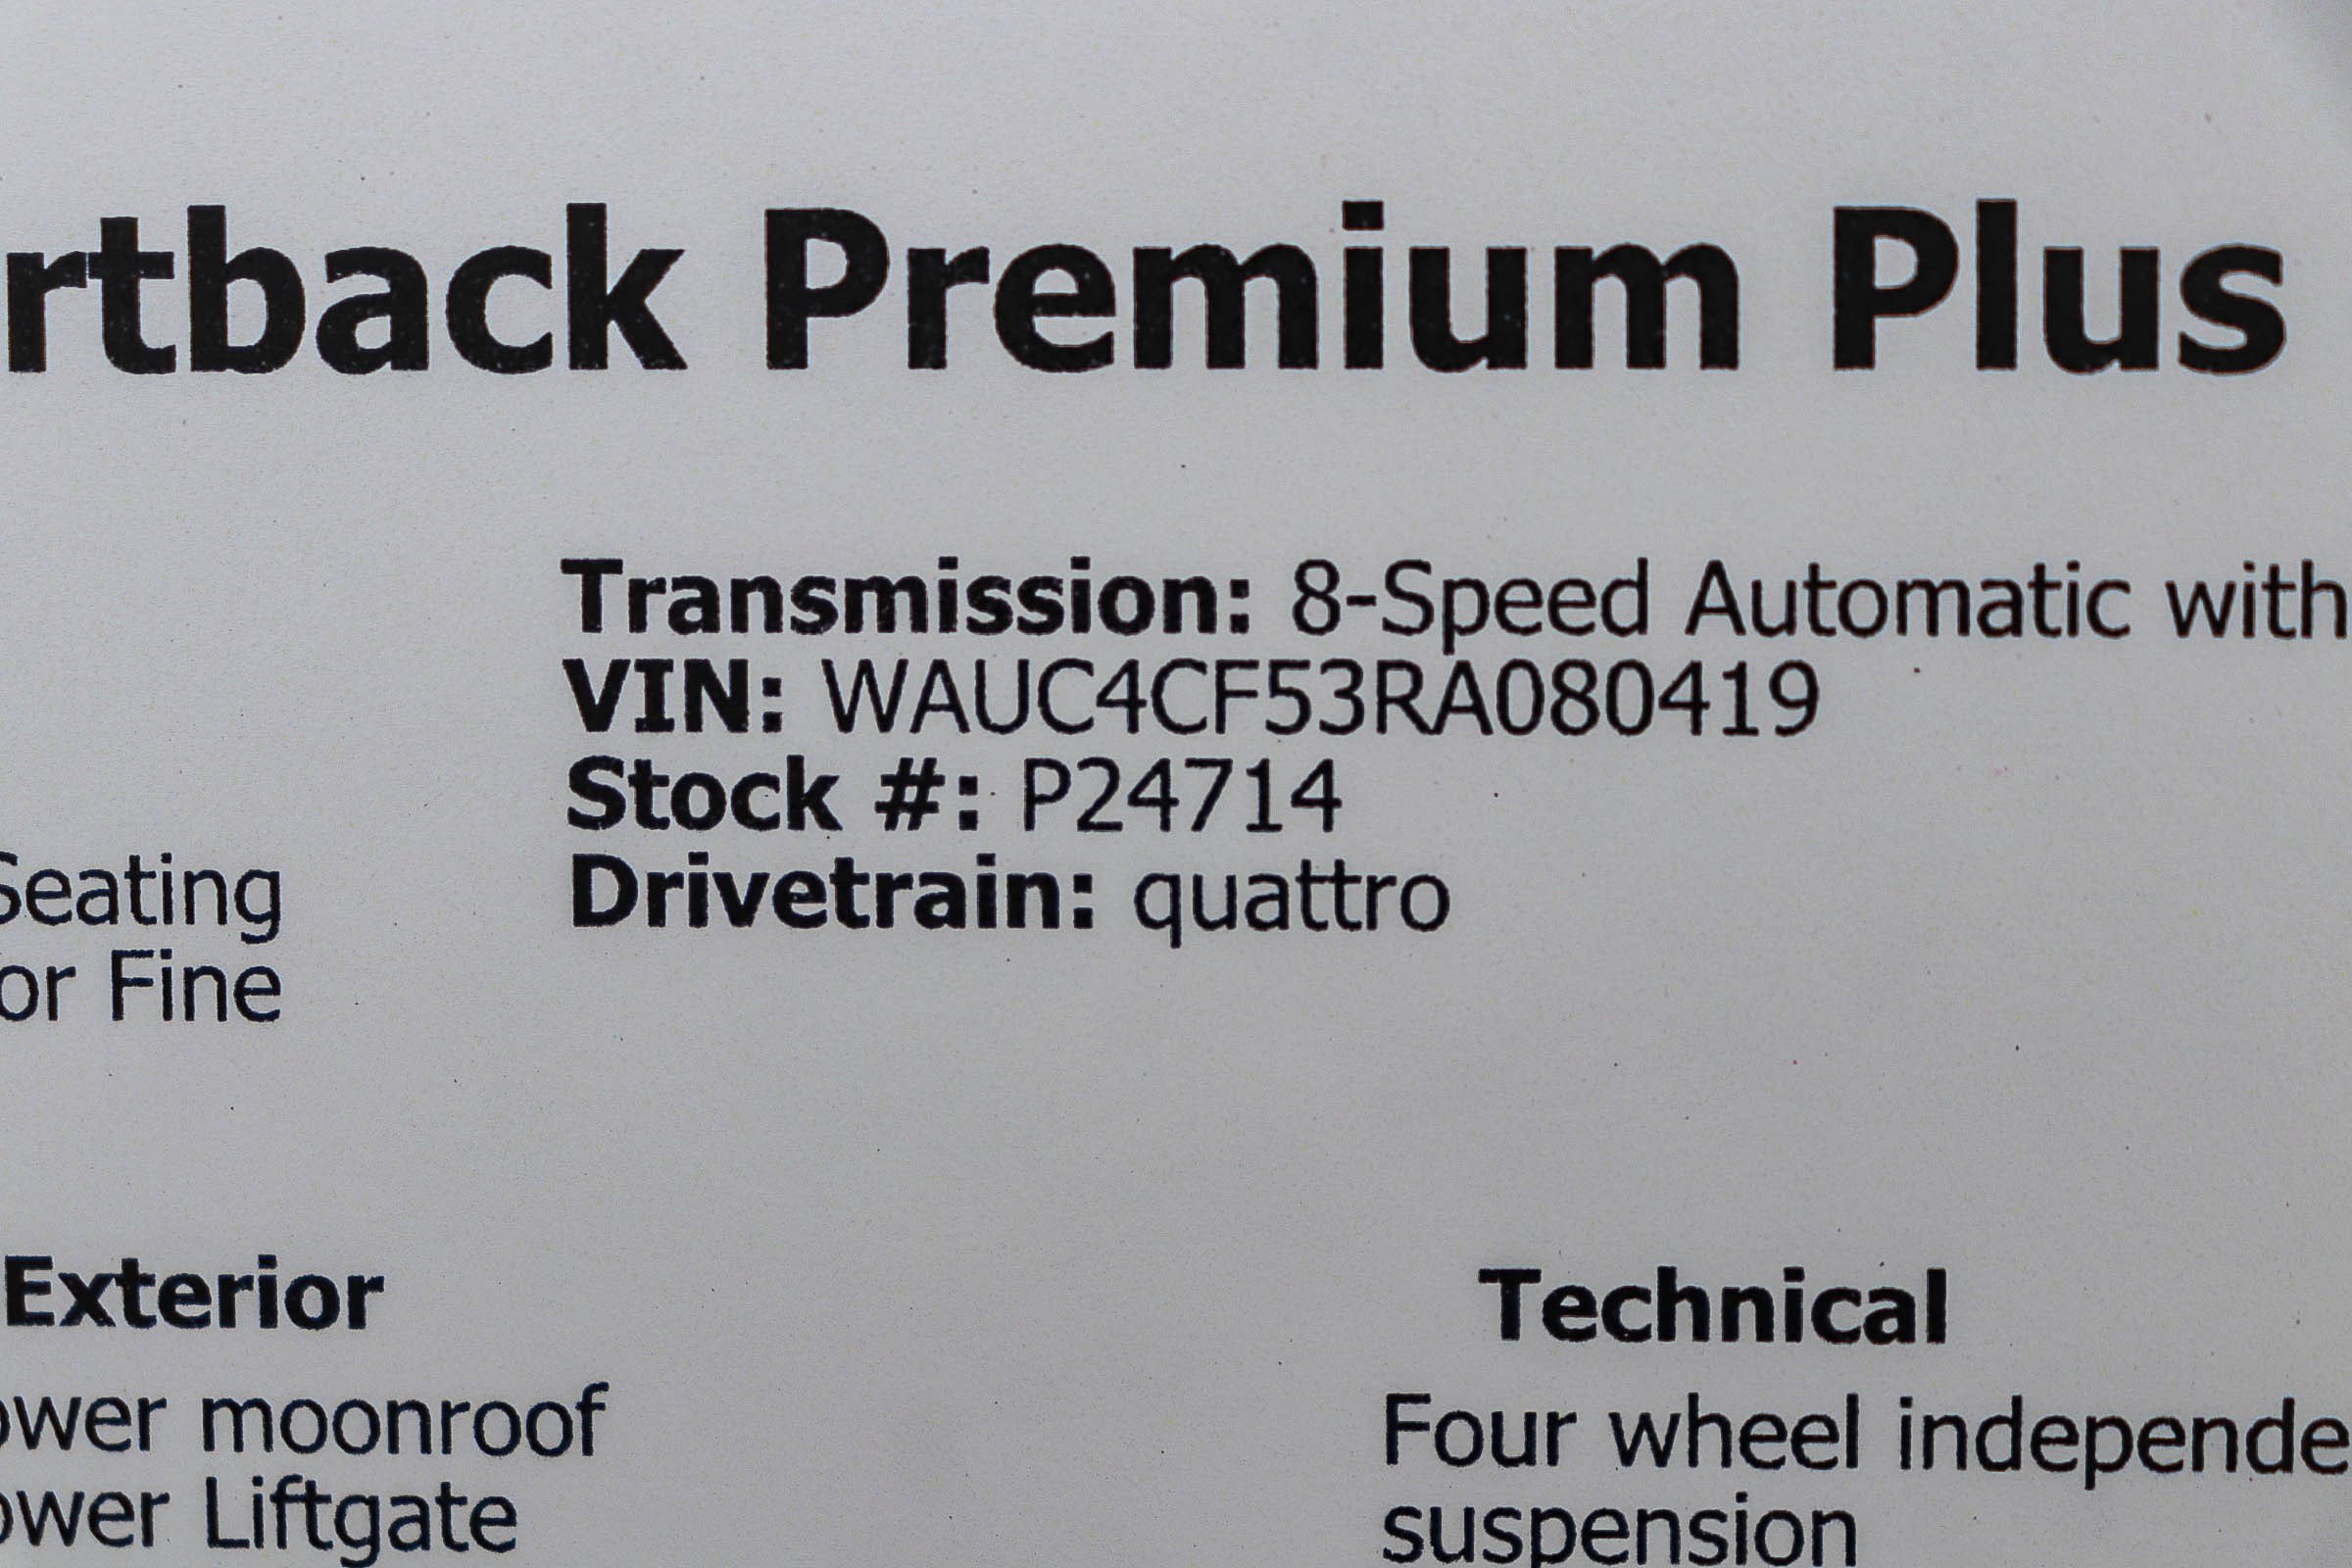 rtback Premium Plus
Transmission: 8-Speed Automatic with
VIN: WAUC4CF53RA080419
Stock #: P24714
Drivetrain: quattro
Seating
or Fine
Exterior
ower moonroof
ower Liftgate
Technical
Four wheel independe
suspension